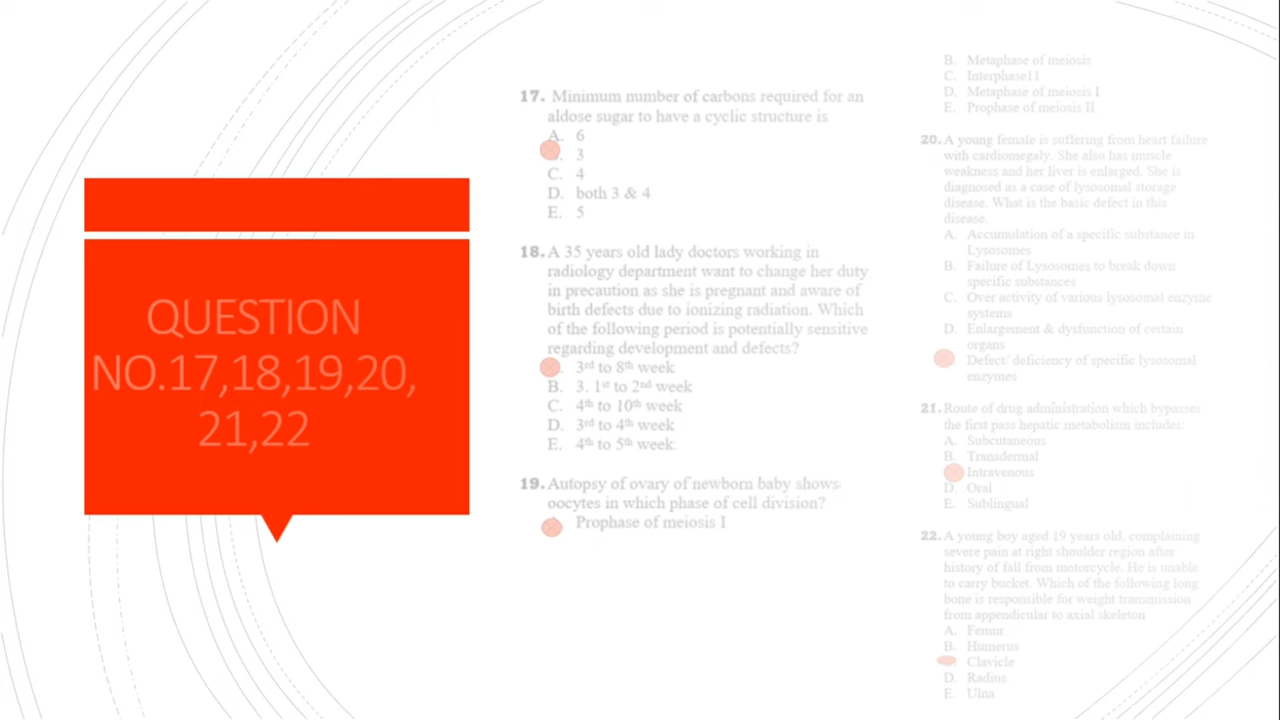 QUESTION
NO.17,18,19,20,
21,22
17. Minimum number of carbons required for an
aldose sugar to have a cyclic structure is
A. 6
3
C. 4
D. both 3 & 4
E. 5
18. A 35 years old lady doctors working in
radiology department want to change her duty
in precaution as she is pregnant and aware of
birth defects due to ionizing radiation. Which
of the following period is potentially sensitive
regarding development and defects?
3rd to 8th week
B. 3. 1st to 2nd week
C. 4th to 10th week
D. 3rd to 4th week
E. 4th to 5th week
19. Autopsy of ovary of newborn baby shows
oocytes in which phase of cell division?
Prophase of meiosis I
B. Metaphase of meiosis
C. Interphase11
D. Metaphase of meiosis I
E. Prophase of meiosis II
20. A young female is suffering from heart failure
with cardiomegaly. She also has muscle
weakness and her liver is enlarged. She is
diagnosed as a case of lysosomal storage
disease. What is the basic defect in this
disease.
A. Accumulation of a specific substance in
Lysosomes
B. Failure of Lysosomes to break down
specific substances
C. Over activity of various lysosomal enzyme
systems
D. Enlargement & dysfunction of certain
organs
Defect/ deficiency of specific lysosomal
enzymes
21. Route of drug administration which bypasses
the first pass hepatic metabolism includes:
A. Subcutaneous
B. Transdermal
Intravenous
D. Oral
E. Sublingual
22. A young boy aged 19 years old, complaining
severe pain at right shoulder region after
history of fall from motorcycle. He is unable
to carry bucket. Which of the following long
bone is responsible for weight transmission
from appendicular to axial skeleton
A. Femur
B. Humerus
Clavicle
D. Radius
E. Ulna